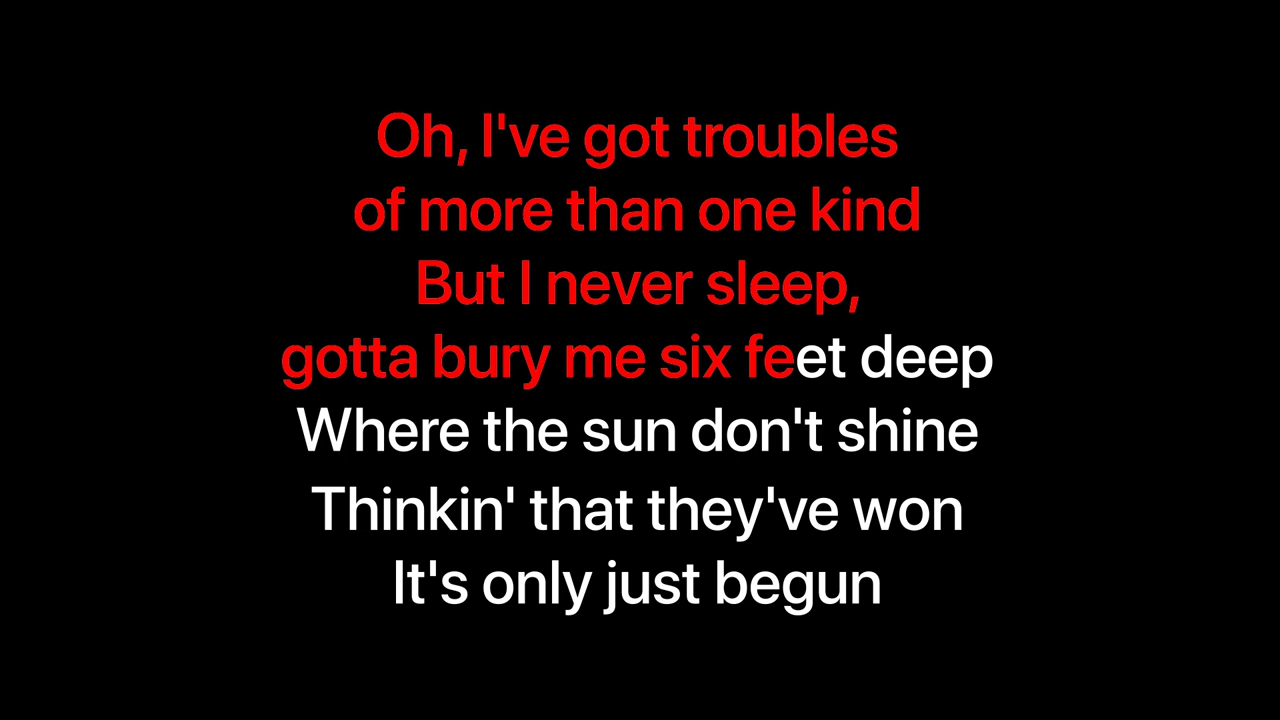 Oh, I've got troubles
of more than one kind
But I never sleep,
gotta bury me six feet deep
Where the sun don't shine
Thinkin' that they've won
It's only just begun